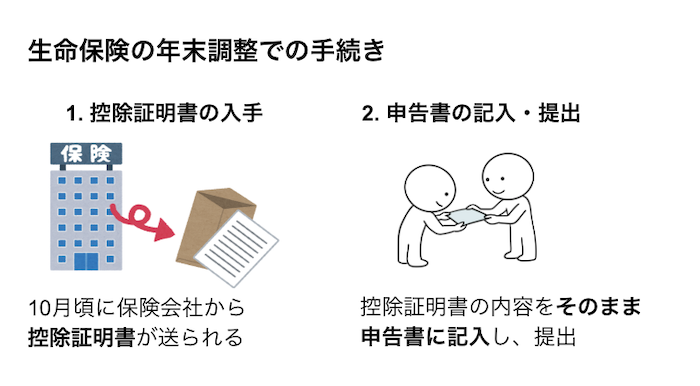 生命保険の年末調整での手続き
1. 控除証明書の入手
2. 申告書の記入・提出
保険
10月頃に保険会社から
控除証明書が送られる
控除証明書の内容をそのまま
申告書に記入し、提出